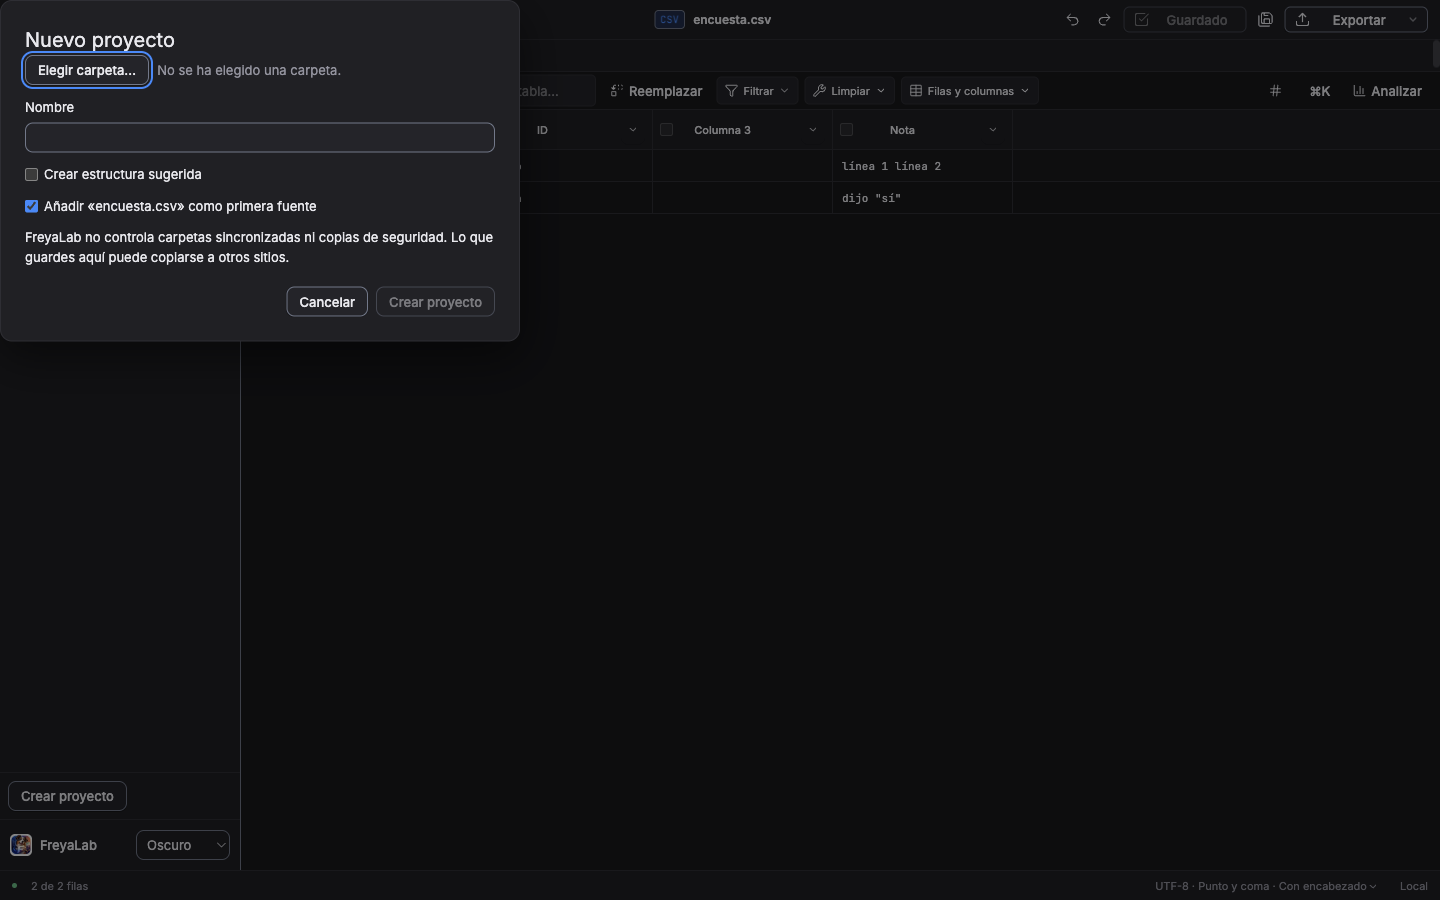 Nuevo proyecto
Elegir carpeta...
No se ha elegido una carpeta.
Nombre
Crear estructura sugerida
Añadir «encuesta.csv» como primera fuente
FreyaLab no controla carpetas sincronizadas ni copias de seguridad. Lo que
guardes aquí puede copiarse a otros sitios.
Cancelar
Crear proyecto
CSV encuesta.csv
Guardado
Exportar
Reemplazar
Filtrar
Limpiar
Filas y columnas
# ⌘K Analizar
ID
Columna 3
Nota
línea 1 línea 2
dijo "sí"
Crear proyecto
FreyaLab
Oscuro
2 de 2 filas
UTF-8 · Punto y coma · Con encabezado
Local